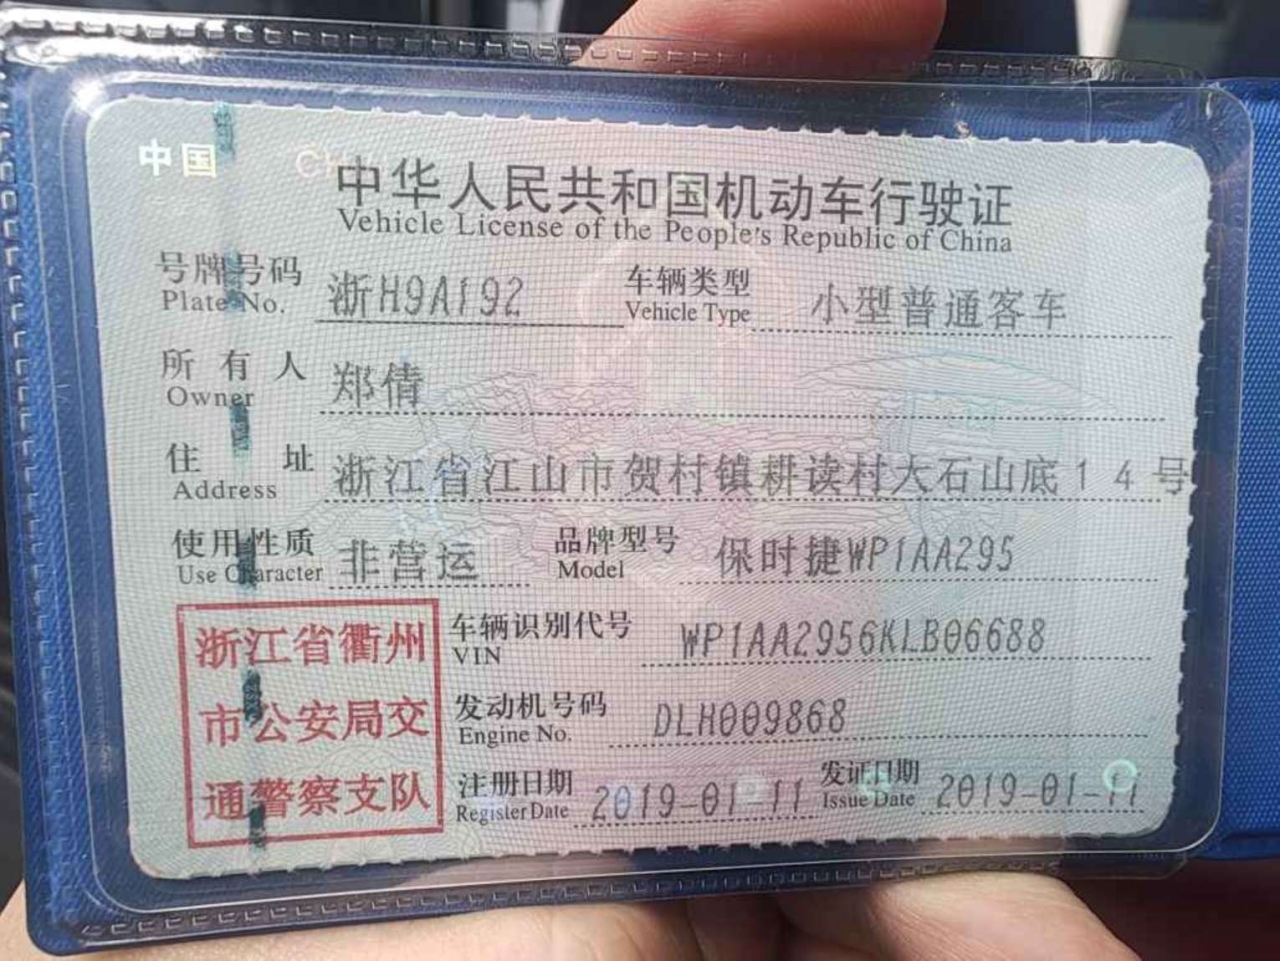 中国
中华人民共和国机动车行驶证
Vehicle License of the People's Republic of China
号牌号码 浙H9A192 车辆类型 小型普通客车
Plate No. Vehicle Type
所有人 郑倩
Owner
住址 浙江省江山市贺村镇耕读村大石山底14号
Address
使用性质 非营运 品牌型号 保时捷WP1AA295
Use Character Model
浙江省衢州
市公安局交
通警察支队
车辆识别代号 WP1AA2956KLB06688
VIN
发动机号码 DLH009868
Engine No.
注册日期 2019-01-11 发证日期 2019-01-11
Register Date Issue Date